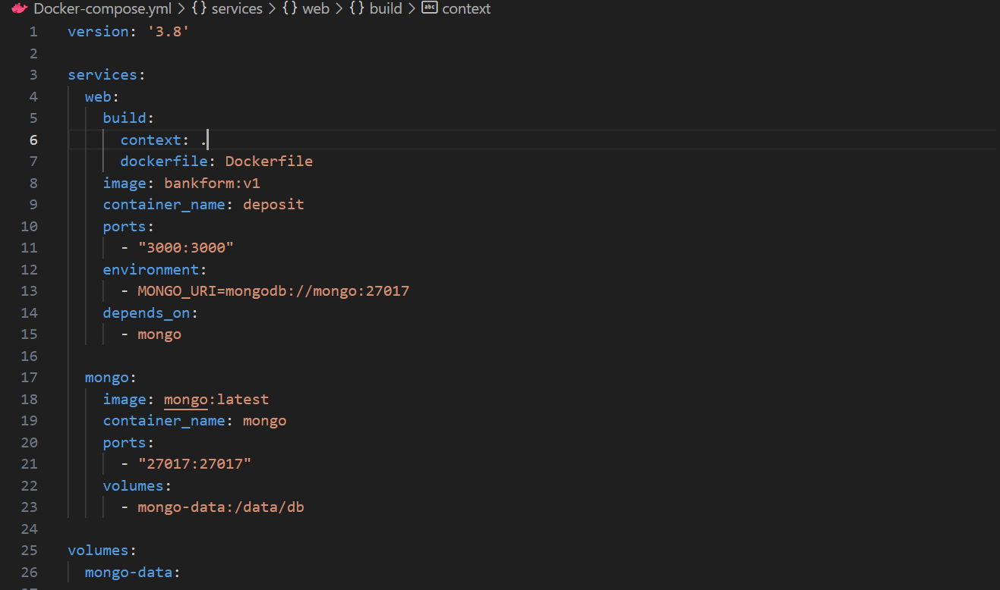 Docker-compose.yml > {} services > {} web > {} build > abc context
1 version: '3.8'
2
3 services:
4   web:
5     build:
6       context: .
7       dockerfile: Dockerfile
8     image: bankform:v1
9     container_name: deposit
10     ports:
11       - "3000:3000"
12     environment:
13       - MONGO_URI=mongodb://mongo:27017
14     depends_on:
15       - mongo
16
17   mongo:
18     image: mongo:latest
19     container_name: mongo
20     ports:
21       - "27017:27017"
22     volumes:
23       - mongo-data:/data/db
24
25 volumes:
26   mongo-data: